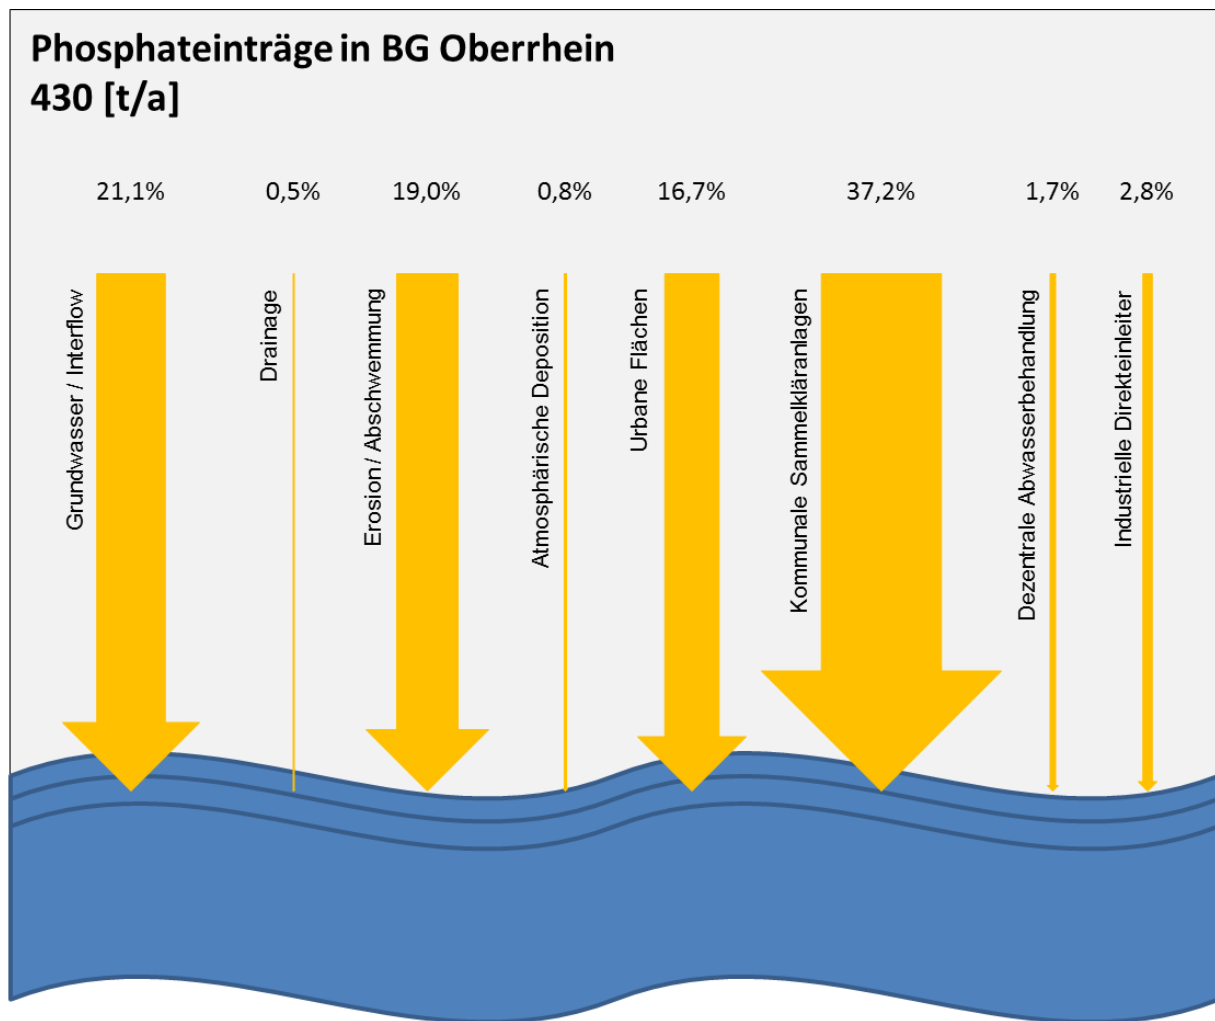 Phosphateinträge in BG Oberrhein
430 [t/a]
21,1%
0,5%
19,0%
0,8%
16,7%
37,2%
1,7%
2,8%
Grundwasser / Interflow
Drainage
Erosion / Abschwemmung
Atmosphärische Deposition
Urbane Flächen
Kommunale Sammelkläranlagen
Dezentrale Abwasserbehandlung
Industrielle Direkteinleiter